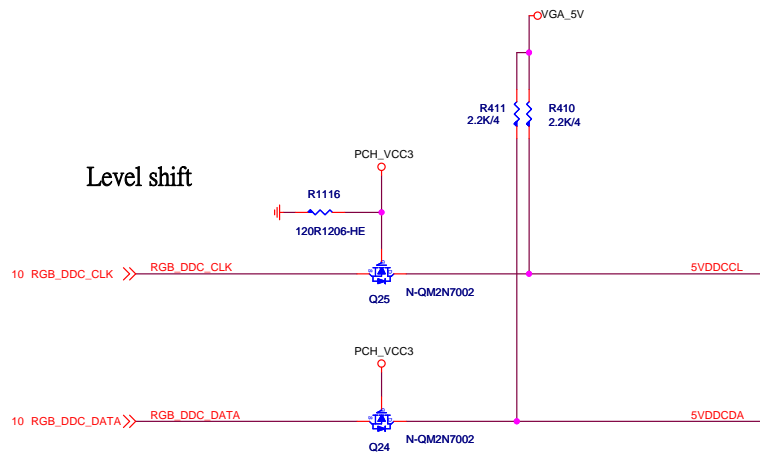 VGA_5V
R411
2.2K/4
R410
2.2K/4
PCH_VCC3
Level shift
R1116
120R1206-HE
10 RGB_DDC_CLK
RGB_DDC_CLK
5VDDCCL
N-QM2N7002
Q25
PCH_VCC3
10 RGB_DDC_DATA
RGB_DDC_DATA
5VDDCDA
N-QM2N7002
Q24